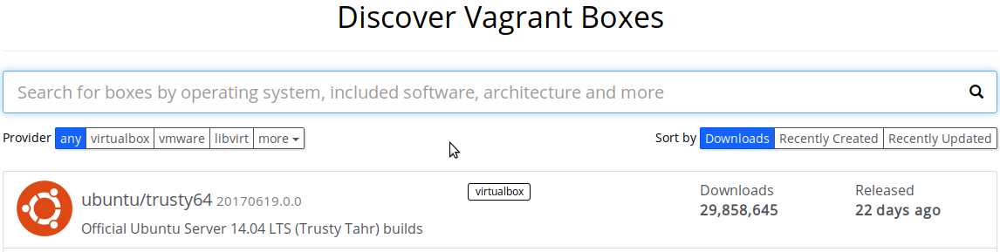 Discover Vagrant Boxes
Search for boxes by operating system, included software, architecture and more
Provider any virtualbox vmware libvirt more Sort by Downloads Recently Created Recently Updated
ubuntu/trusty64 20170619.0.0 virtualbox Downloads Released
29,858,645 22 days ago
Official Ubuntu Server 14.04 LTS (Trusty Tahr) builds